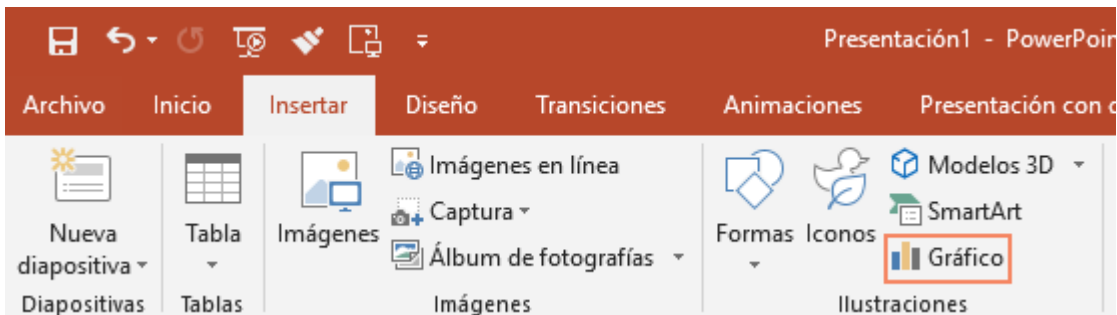 Presentación1 - PowerPoin
Archivo Inicio Insertar Diseño Transiciones Animaciones Presentación con
Nueva diapositiva
Tabla
Imágenes
Imágenes en línea
Captura
Álbum de fotografías
Formas
Iconos
Modelos 3D
SmartArt
Gráfico
Diapositivas Tablas Imágenes Ilustraciones